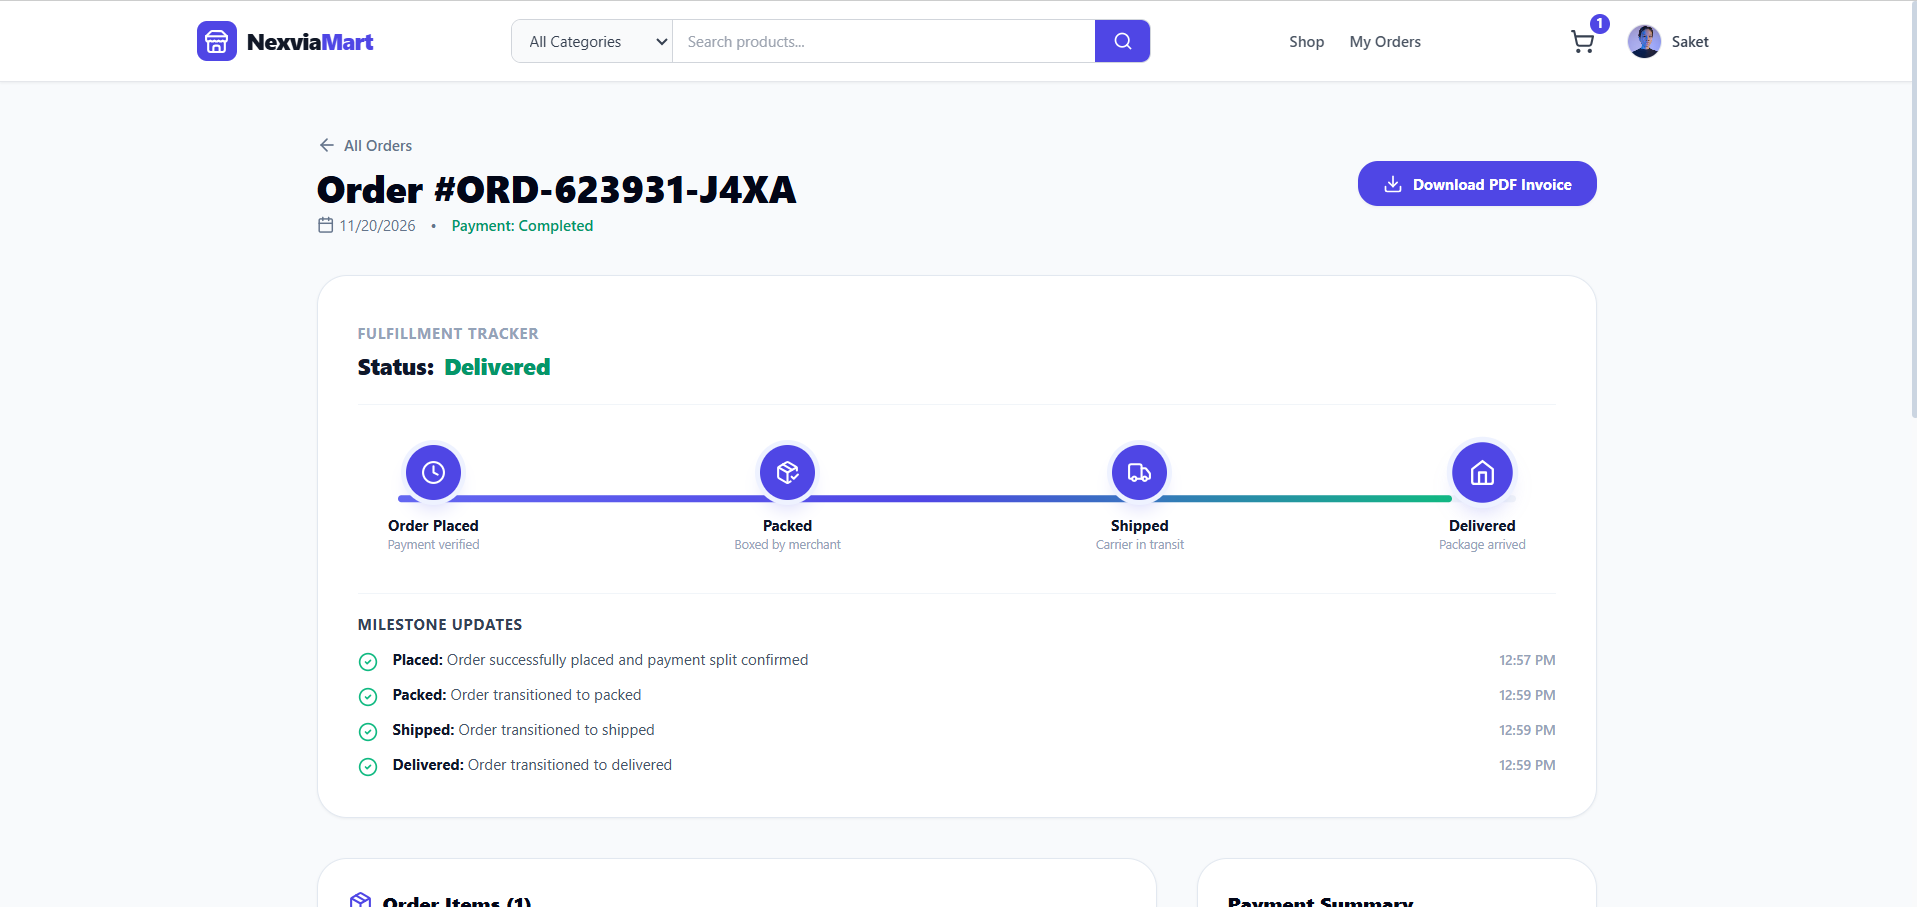 NexviaMart
All Categories
Search products...
Shop
My Orders
1
Saket
All Orders
Order #ORD-623931-J4XA
Download PDF Invoice
11/20/2026 • Payment: Completed
FULFILLMENT TRACKER
Status: Delivered
Order Placed
Payment verified
Packed
Boxed by merchant
Shipped
Carrier in transit
Delivered
Package arrived
MILESTONE UPDATES
Placed: Order successfully placed and payment split confirmed 12:57 PM
Packed: Order transitioned to packed 12:59 PM
Shipped: Order transitioned to shipped 12:59 PM
Delivered: Order transitioned to delivered 12:59 PM
Order Items (1)
Payment Summary